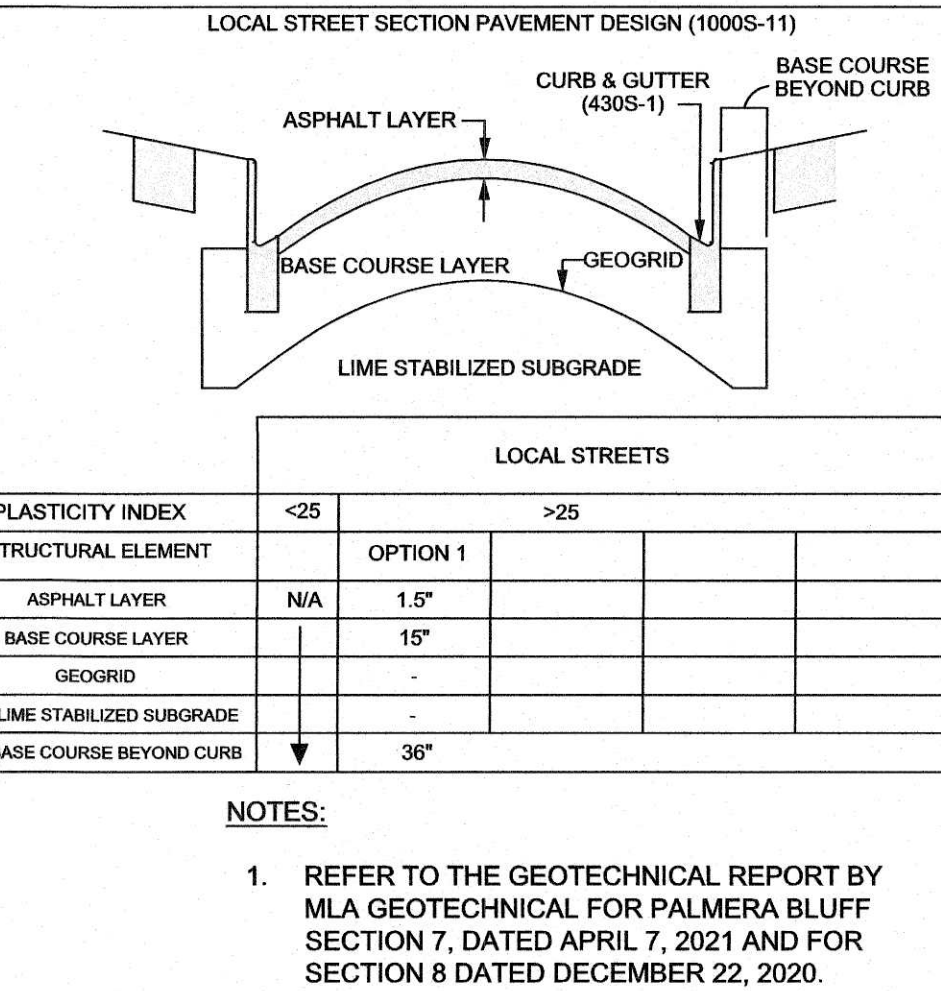 LOCAL STREET SECTION PAVEMENT DESIGN (1000S-11)
BASE COURSE
BEYOND CURB
CURB & GUTTER
(430S-1)
ASPHALT LAYER
BASE COURSE LAYER
GEOGRID
LIME STABILIZED SUBGRADE
LOCAL STREETS
PLASTICITY INDEX <25 >25
TRUCTURAL ELEMENT OPTION 1
ASPHALT LAYER N/A 1.5"
BASE COURSE LAYER 15"
GEOGRID -
LIME STABILIZED SUBGRADE -
BASE COURSE BEYOND CURB 36"
NOTES:
1. REFER TO THE GEOTECHNICAL REPORT BY
MLA GEOTECHNICAL FOR PALMERA BLUFF
SECTION 7, DATED APRIL 7, 2021 AND FOR
SECTION 8 DATED DECEMBER 22, 2020.